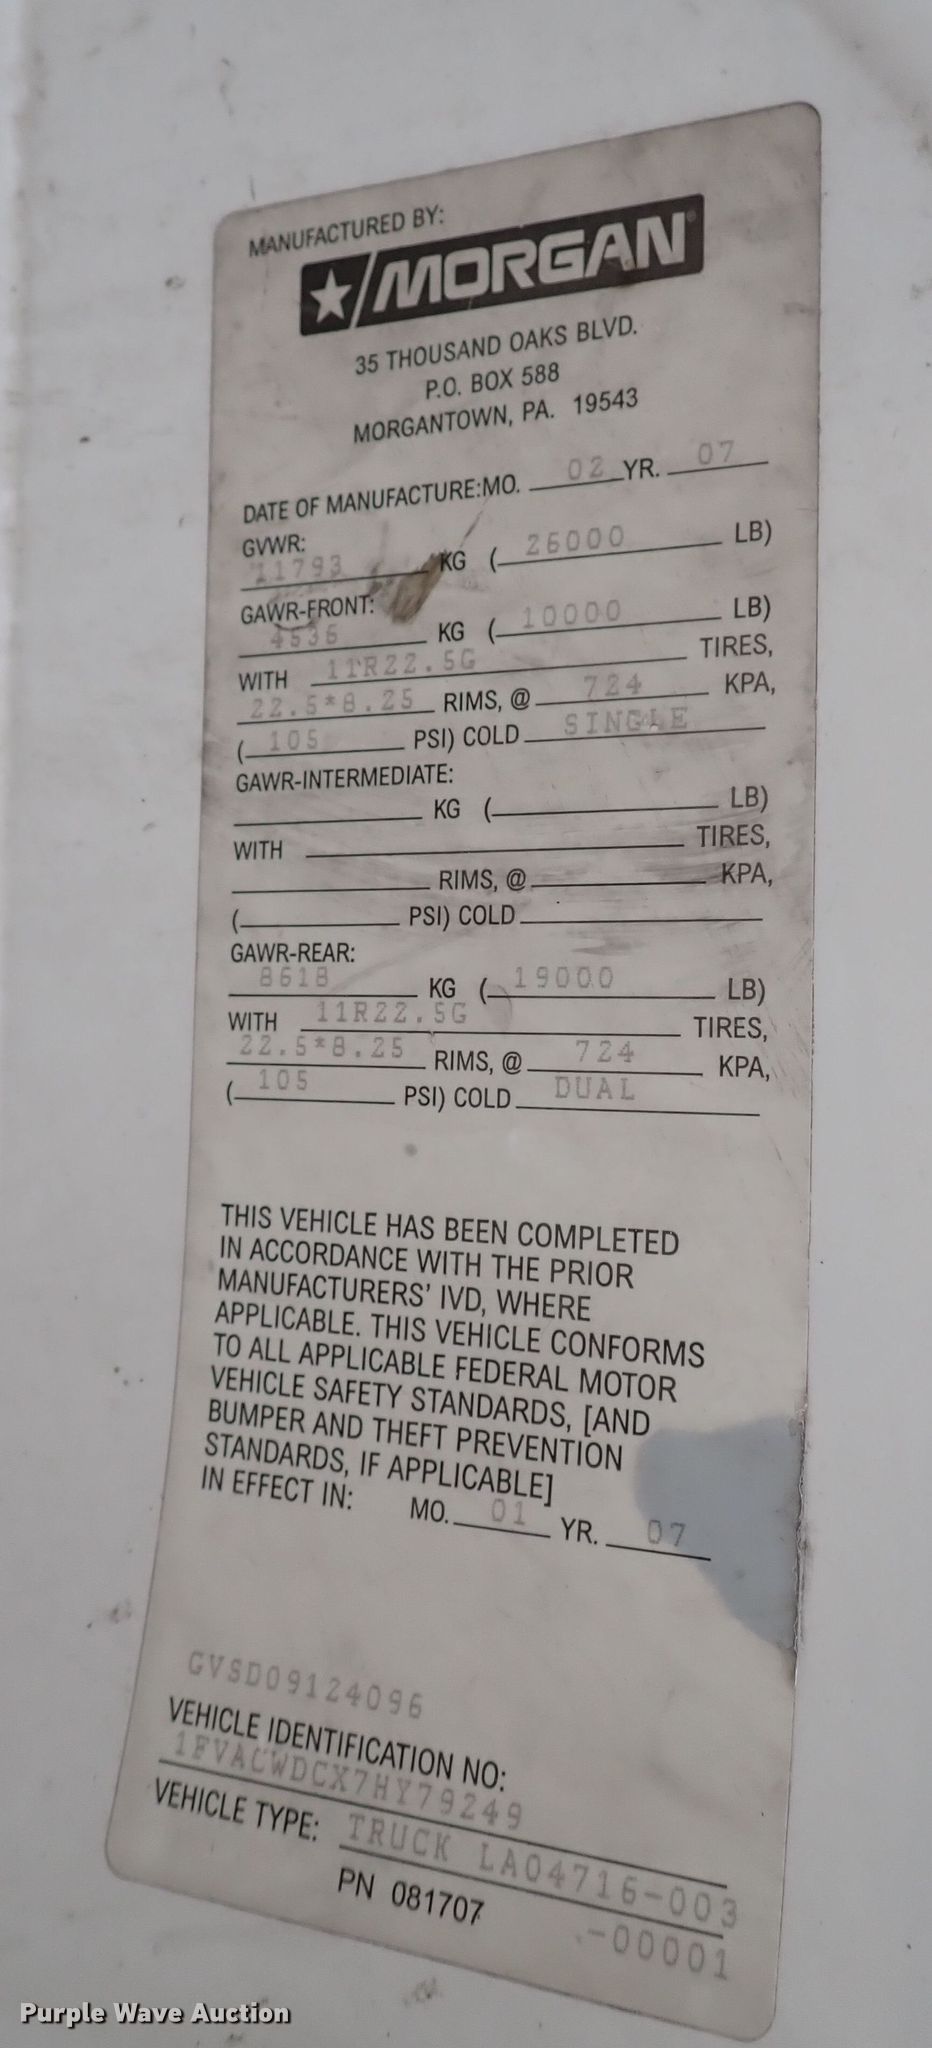 MANUFACTURED BY:
MORGAN®
35 THOUSAND OAKS BLVD.
P.O. BOX 588
MORGANTOWN, PA. 19543
DATE OF MANUFACTURE:MO. 02 YR. 07
GVWR:
11793 KG ( 26000 LB)
GAWR-FRONT:
4536 KG ( 10000 LB)
WITH 11R22.5G TIRES,
22.5*8.25 RIMS, @ 724 KPA,
( 105 PSI) COLD SINGLE
GAWR-INTERMEDIATE:
KG ( LB)
WITH TIRES,
RIMS, @ KPA,
( PSI) COLD
GAWR-REAR:
8618 KG ( 19000 LB)
WITH 11R22.5G TIRES,
22.5*8.25 RIMS, @ 724 KPA,
( 105 PSI) COLD DUAL
THIS VEHICLE HAS BEEN COMPLETED
IN ACCORDANCE WITH THE PRIOR
MANUFACTURERS' IVD, WHERE
APPLICABLE. THIS VEHICLE CONFORMS
TO ALL APPLICABLE FEDERAL MOTOR
VEHICLE SAFETY STANDARDS, [AND
BUMPER AND THEFT PREVENTION
STANDARDS, IF APPLICABLE]
IN EFFECT IN: MO. 01 YR. 07
GVSD09124096
VEHICLE IDENTIFICATION NO:
1FVACWDCX7HY79249
VEHICLE TYPE: TRUCK LA04716-003
-00001
PN 081707
Purple Wave Auction